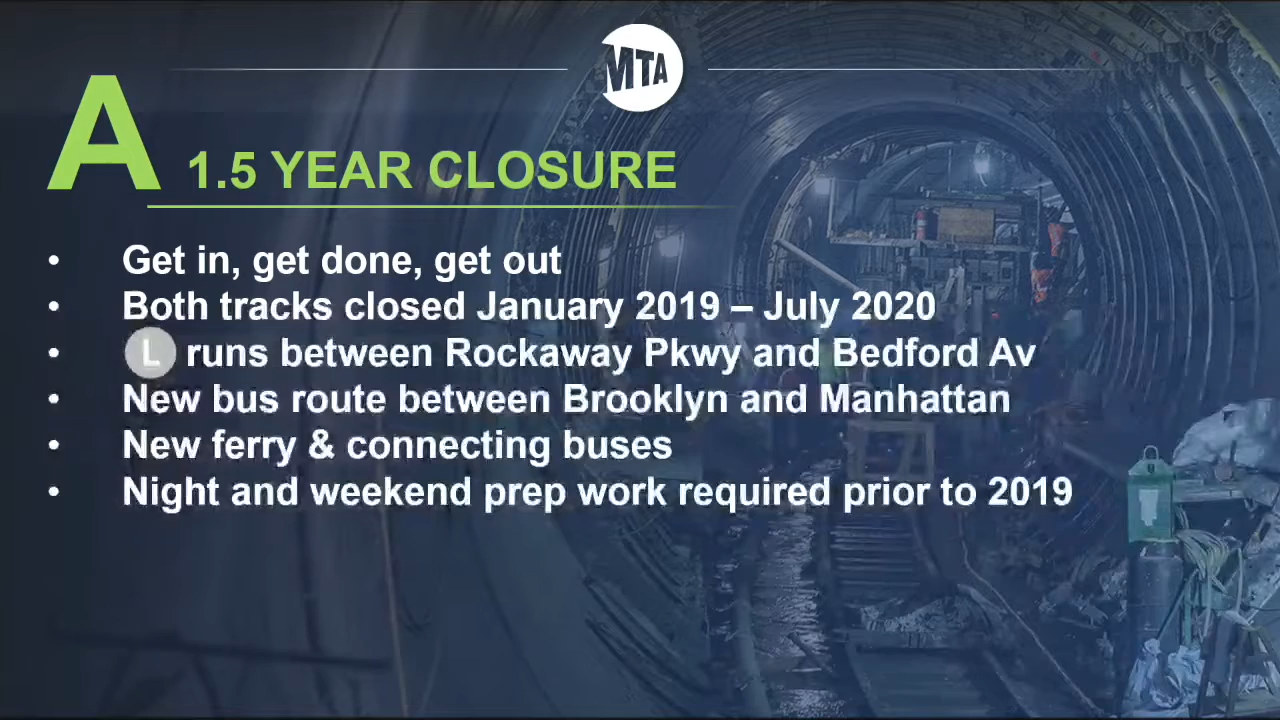 MTA
A 1.5 YEAR CLOSURE
• Get in, get done, get out
• Both tracks closed January 2019 – July 2020
• L runs between Rockaway Pkwy and Bedford Av
• New bus route between Brooklyn and Manhattan
• New ferry & connecting buses
• Night and weekend prep work required prior to 2019